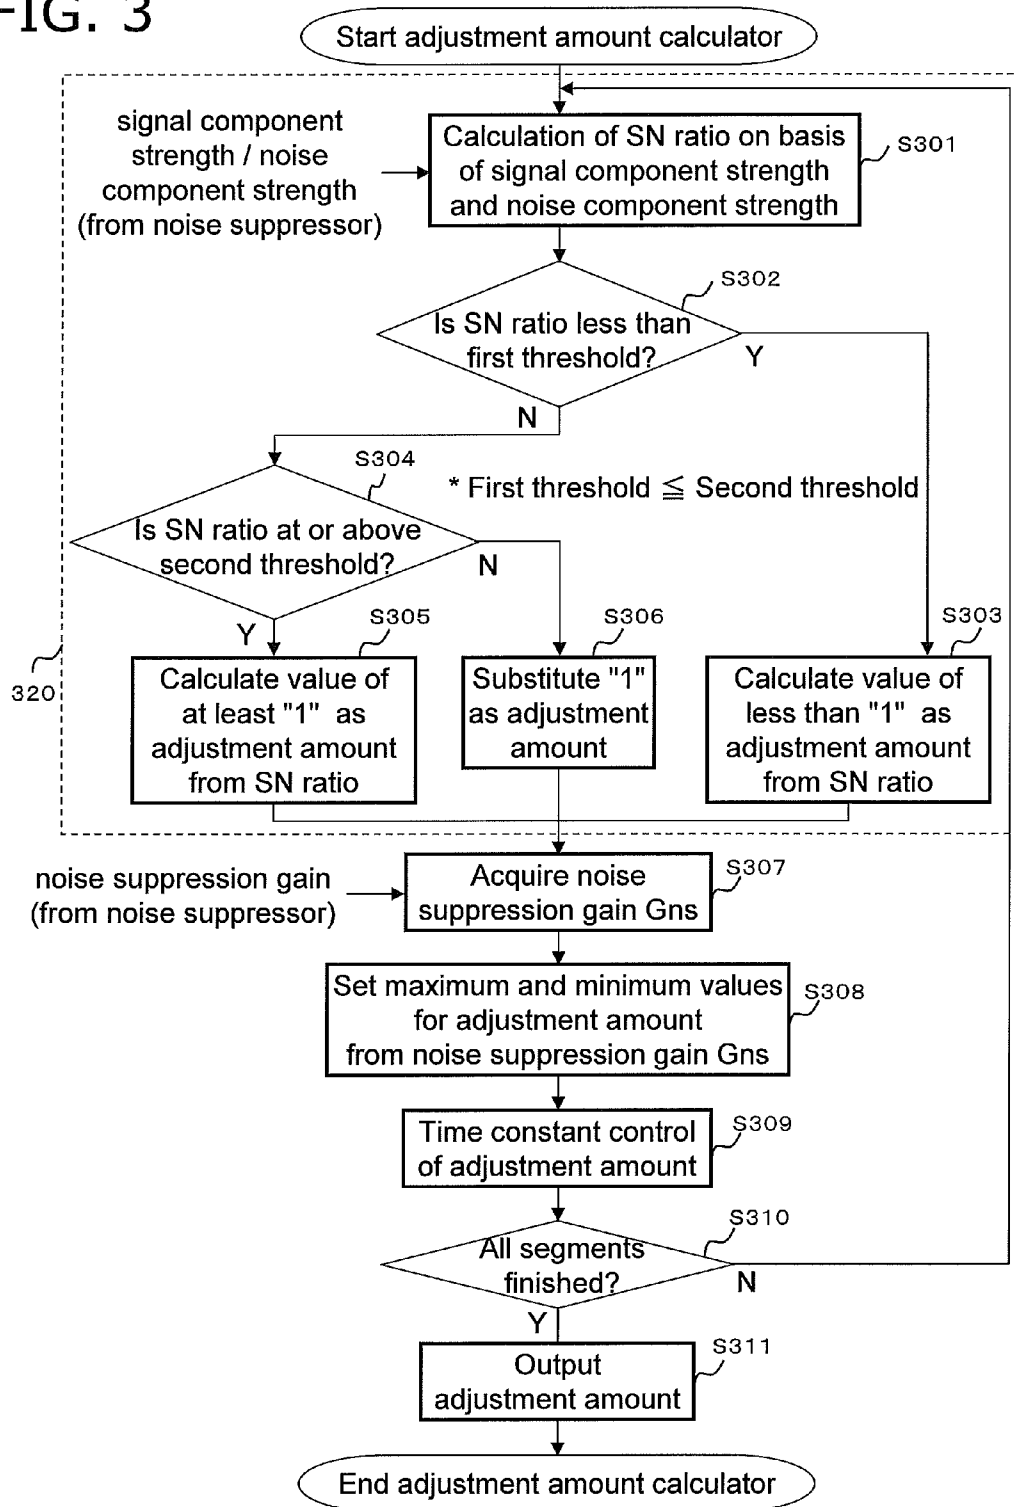 FIG. 3
Start adjustment amount calculator
signal component
strength / noise
component strength
(from noise suppressor)
Calculation of SN ratio on basis
of signal component strength
and noise component strength
S301
S302
Is SN ratio less than
first threshold?
Y
N
S304
* First threshold ≦ Second threshold
Is SN ratio at or above
second threshold?
N
Y
S305
S306
S303
320
Calculate value of
at least "1" as
adjustment amount
from SN ratio
Substitute "1"
as adjustment
amount
Calculate value of
less than "1" as
adjustment amount
from SN ratio
noise suppression gain
(from noise suppressor)
Acquire noise
suppression gain Gns
S307
Set maximum and minimum values
for adjustment amount
from noise suppression gain Gns
S308
Time constant control
of adjustment amount
S309
S310
All segments
finished?
N
Y
Output
adjustment amount
S311
End adjustment amount calculator